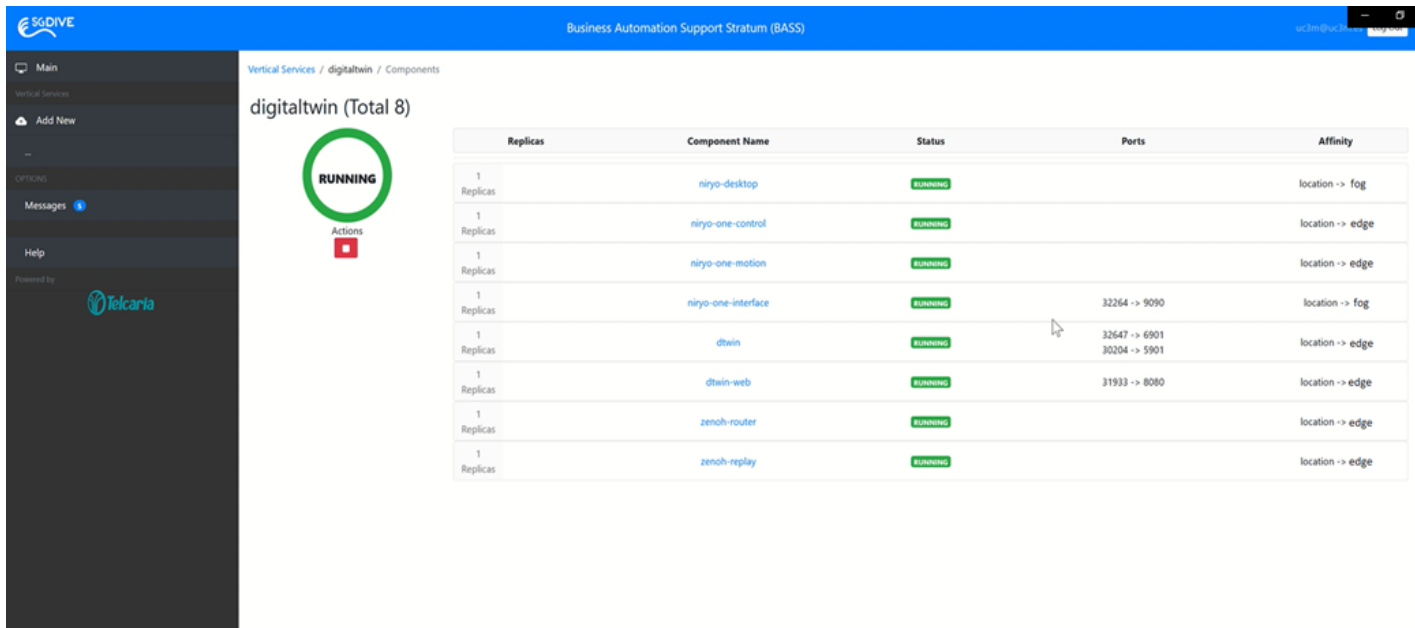 5GDIVE
Business Automation Support Stratum (BASS)
Main
Vertical Services
Add New
...
OPTIONS
Messages 5
Help
Powered by
Telcaria
Vertical Services / digitaltwin / Components
digitaltwin (Total 8)
RUNNING
Actions
Replicas Component Name Status Ports Affinity
1 Replicas niryo-desktop RUNNING location -> fog
1 Replicas niryo-one-control RUNNING location -> edge
1 Replicas niryo-one-motion RUNNING location -> edge
1 Replicas niryo-one-interface RUNNING 32264 -> 9090 location -> fog
1 Replicas dtwin RUNNING 32647 -> 6901 30204 -> 5901 location -> edge
1 Replicas dtwin-web RUNNING 31933 -> 8080 location -> edge
1 Replicas zenoh-router RUNNING location -> edge
1 Replicas zenoh-replay RUNNING location -> edge